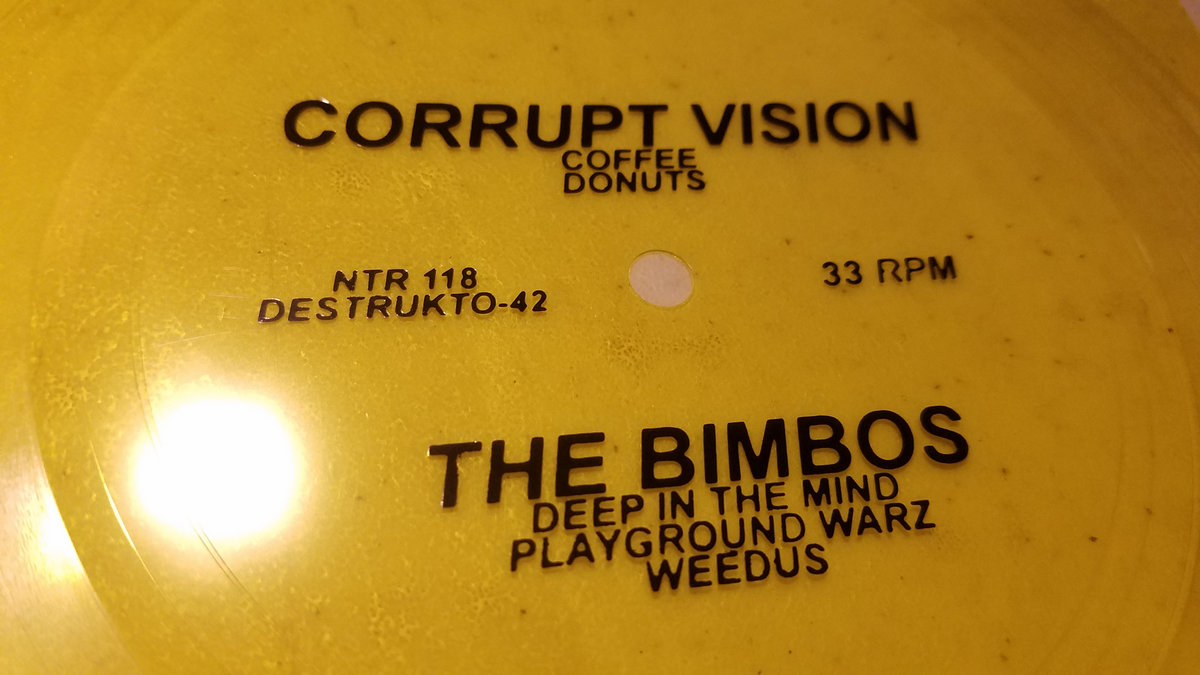 CORRUPT VISION
COFFEE
DONUTS
NTR 118
DESTRUKTO-42
33 RPM
THE BIMBOS
DEEP IN THE MIND
PLAYGROUND WARZ
WEEDUS